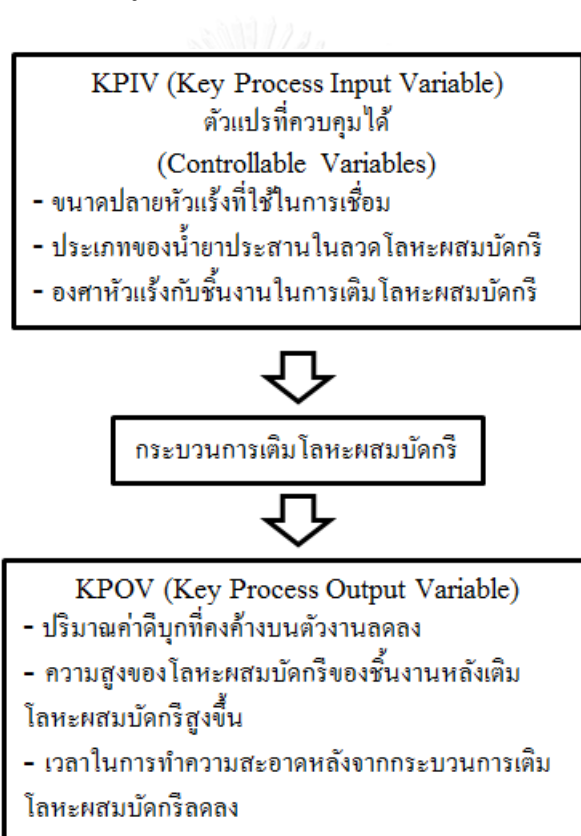 KPIV (Key Process Input Variable)
ตัวแปรที่ควบคุมได้
(Controllable Variables)
- ขนาดปลายหัวแร้งที่ใช้ในการเชื่อม
- ประเภทของน้ำยาประสานในลวดโลหะผสมบัดกรี
- องศาหัวแร้งกับชิ้นงานในการเติมโลหะผสมบัดกรี
กระบวนการเติมโลหะผสมบัดกรี
KPOV (Key Process Output Variable)
- ปริมาณค่าดีบุกที่คงค้างบนตัวงานลดลง
- ความสูงของโลหะผสมบัดกรีของชิ้นงานหลังเติม
โลหะผสมบัดกรีสูงขึ้น
- เวลาในการทำความสะอาดหลังจากกระบวนการเติม
โลหะผสมบัดกรีลดลง